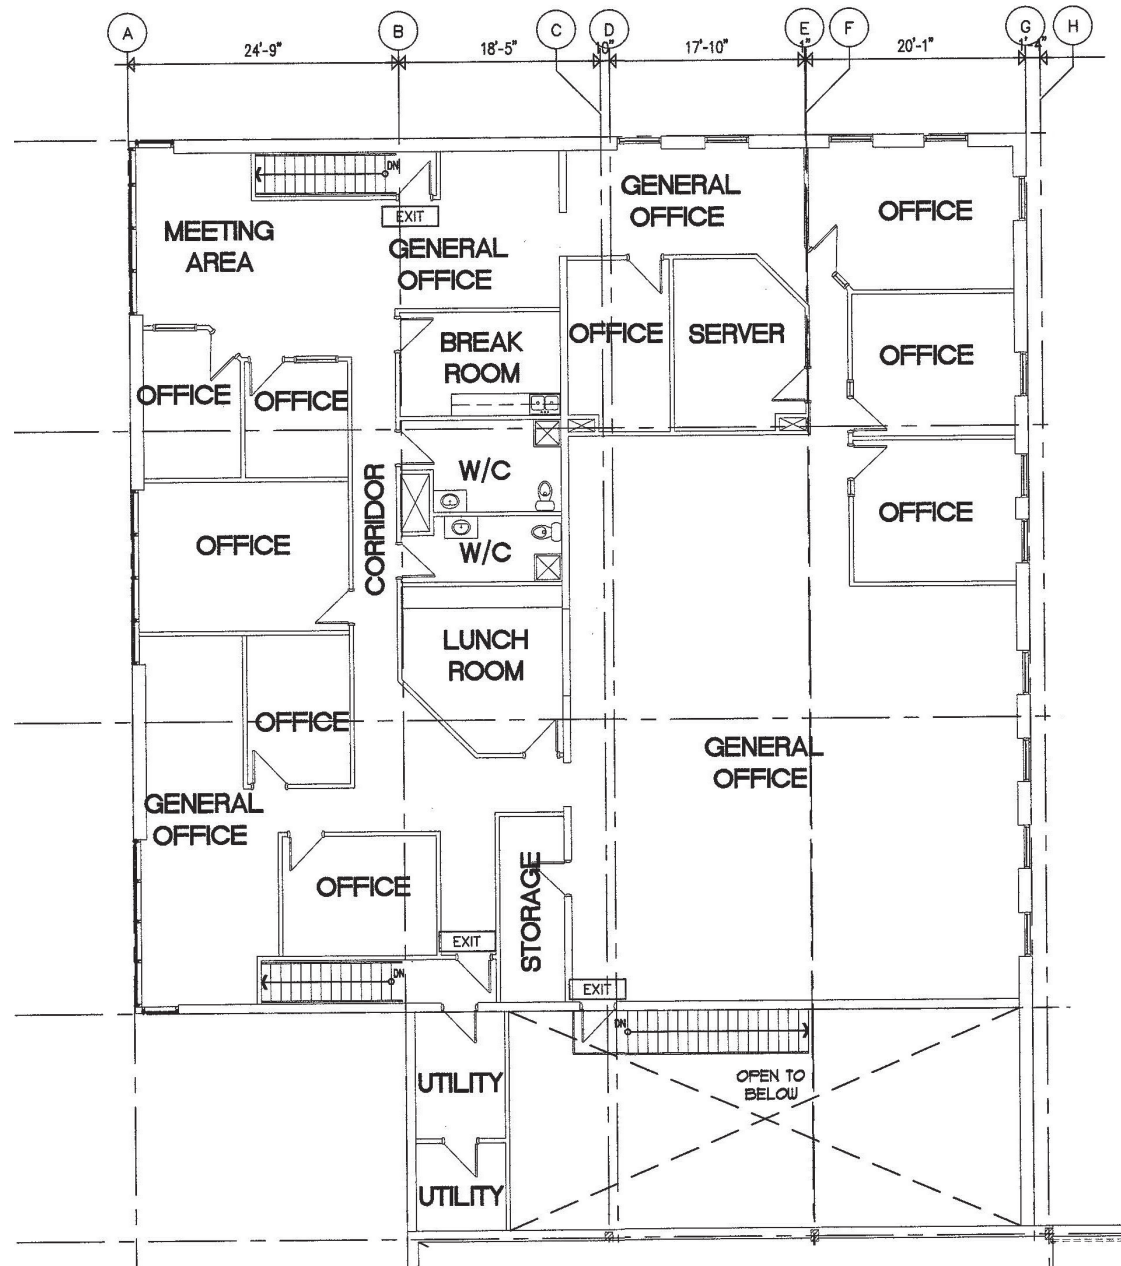 A
B
C
D
E
F
G
H
24'-9"
18'-5"
10"
17'-10"
1"
20'-1"
DN
EXIT
MEETING
AREA
GENERAL
OFFICE
GENERAL
OFFICE
OFFICE
BREAK
ROOM
OFFICE
SERVER
OFFICE
OFFICE
OFFICE
W/C
CORRIDOR
OFFICE
OFFICE
W/C
LUNCH
ROOM
OFFICE
GENERAL
OFFICE
GENERAL
OFFICE
OFFICE
STORAGE
EXIT
DN
EXIT
DN
OPEN TO
BELOW
UTILITY
UTILITY